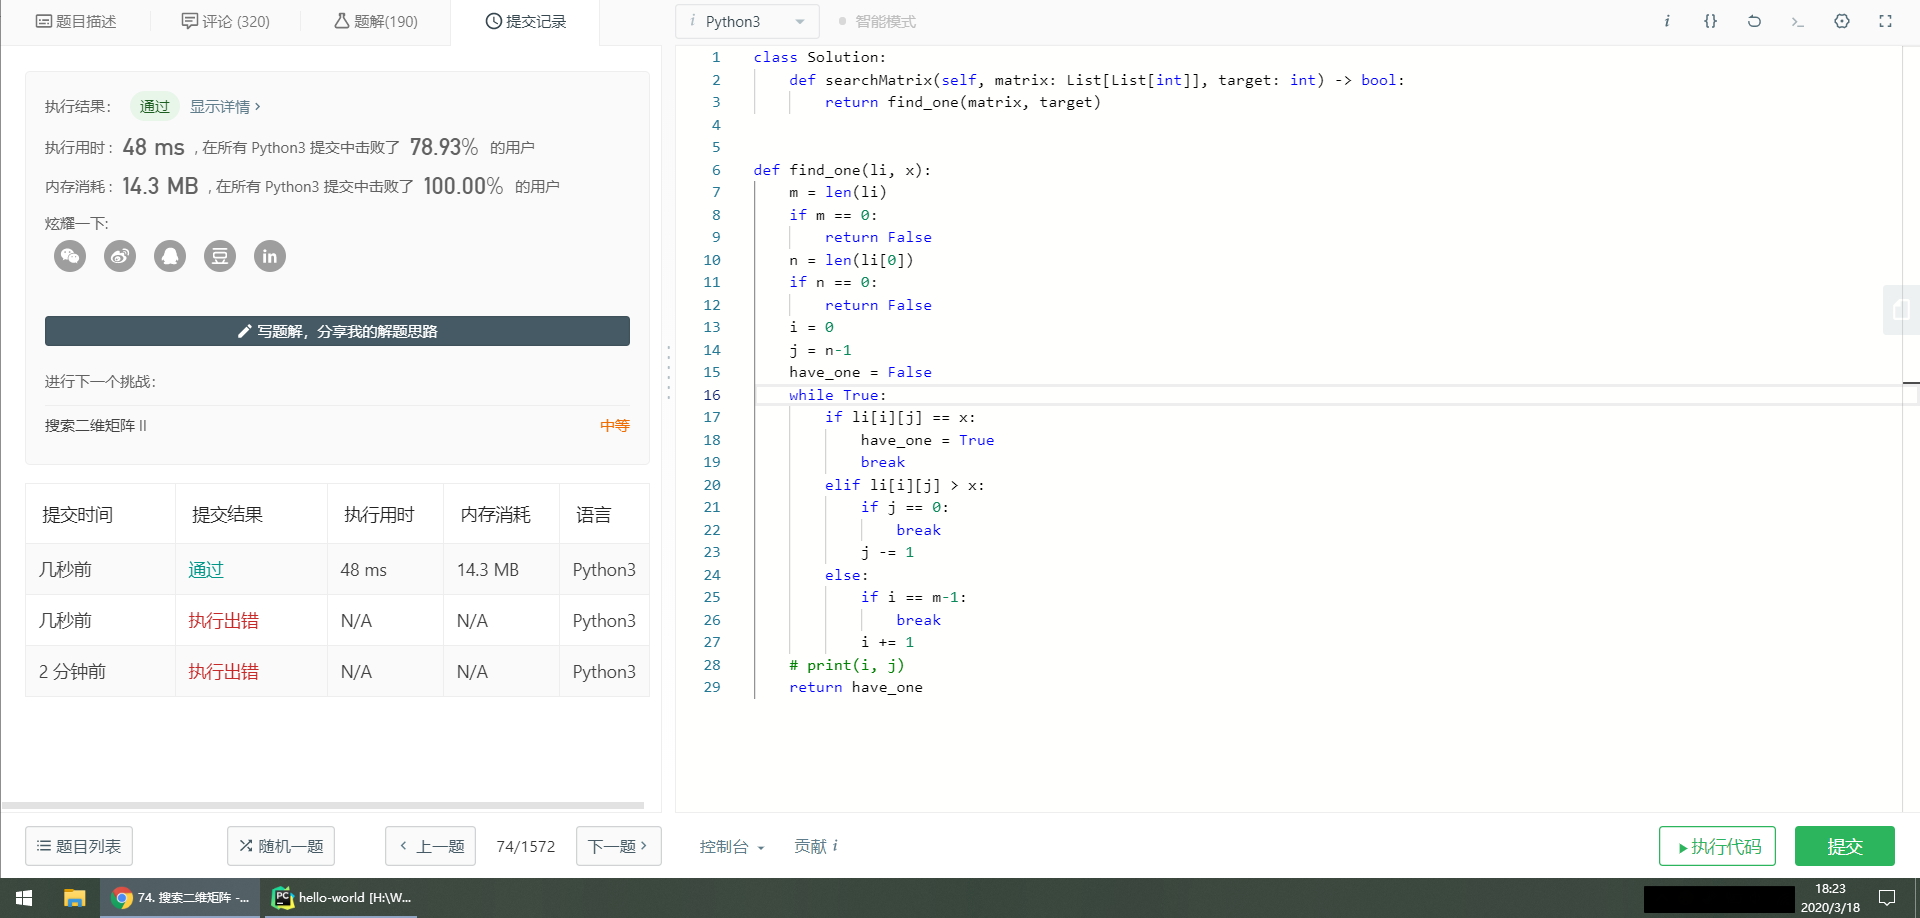 题目描述
评论 (320)
题解(190)
提交记录
执行结果：
通过
显示详情 ›
执行用时 :
48 ms
, 在所有 Python3 提交中击败了
78.93%
的用户
内存消耗 :
14.3 MB
, 在所有 Python3 提交中击败了
100.00%
的用户
炫耀一下:
豆
in
写题解，分享我的解题思路
进行下一个挑战：
搜索二维矩阵 II
中等
提交时间 提交结果 执行用时 内存消耗 语言
几秒前 通过 48 ms 14.3 MB Python3
几秒前 执行出错 N/A N/A Python3
2 分钟前 执行出错 N/A N/A Python3
题目列表
随机一题
‹ 上一题
74/1572
下一题 ›
i Python3
智能模式
i {} >_
1 class Solution:
2     def searchMatrix(self, matrix: List[List[int]], target: int) -> bool:
3         return find_one(matrix, target)
4
5
6 def find_one(li, x):
7     m = len(li)
8     if m == 0:
9         return False
10     n = len(li[0])
11     if n == 0:
12         return False
13     i = 0
14     j = n-1
15     have_one = False
16     while True:
17         if li[i][j] == x:
18             have_one = True
19             break
20         elif li[i][j] > x:
21             if j == 0:
22                 break
23             j -= 1
24         else:
25             if i == m-1:
26                 break
27             i += 1
28     # print(i, j)
29     return have_one
控制台
贡献 i
执行代码
提交
74. 搜索二维矩阵 -...
PC
hello-world [H:\W...
18:23
2020/3/18